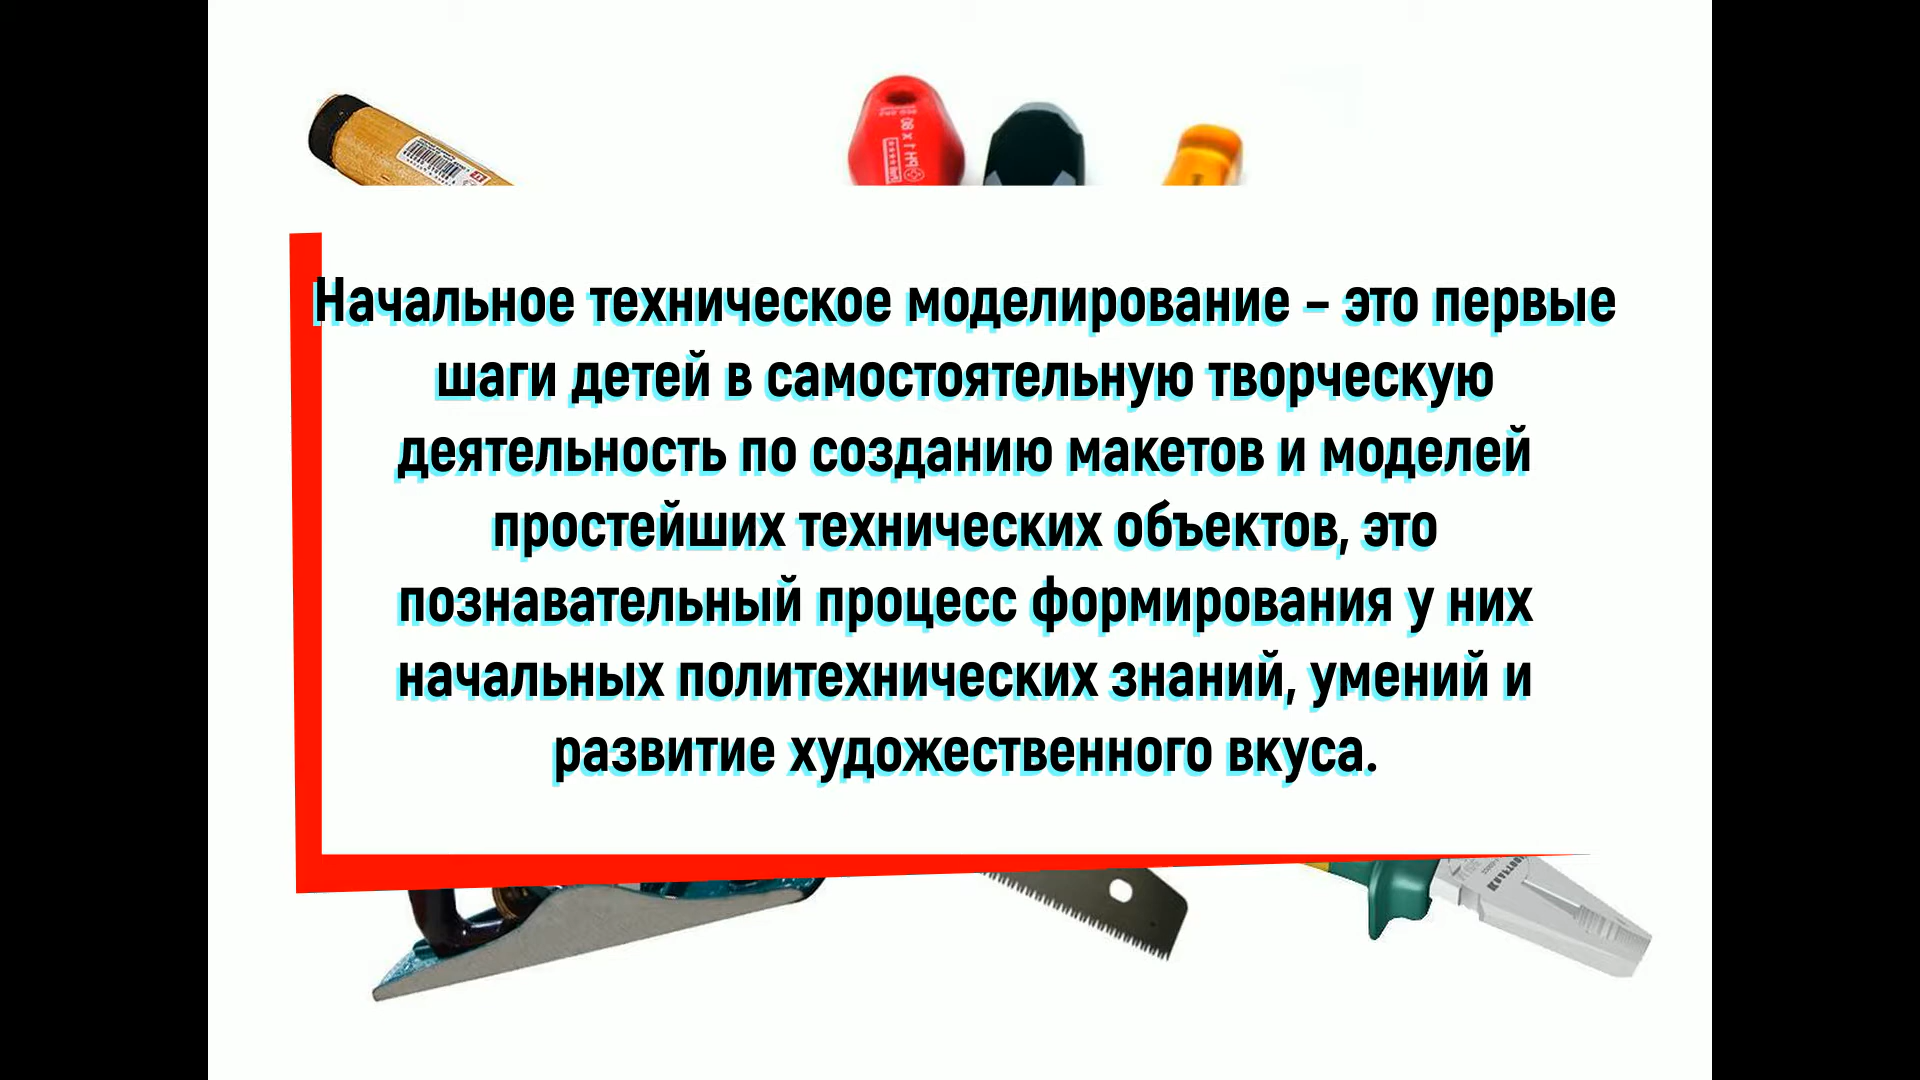 Начальное техническое моделирование – это первые
шаги детей в самостоятельную творческую
деятельность по созданию макетов и моделей
простейших технических объектов, это
познавательный процесс формирования у них
начальных политехнических знаний, умений и
развитие художественного вкуса.